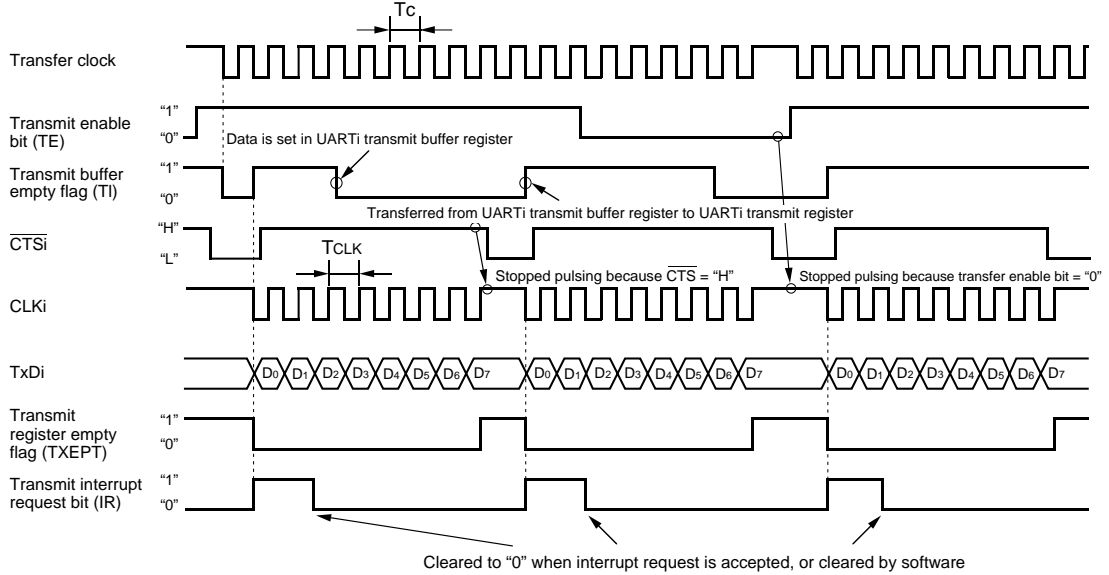 Tc
Transfer clock
Transmit enable
bit (TE)
“1”
“0”
Data is set in UARTi transmit buffer register
Transmit buffer
empty flag (TI)
“1”
“0”
Transferred from UARTi transmit buffer register to UARTi transmit register
CTSi
“H”
“L”
TCLK
Stopped pulsing because CTS = “H”
Stopped pulsing because transfer enable bit = “0”
CLKi
TxDi
D0 D1 D2 D3 D4 D5 D6 D7 D0 D1 D2 D3 D4 D5 D6 D7 D0 D1 D2 D3 D4 D5 D6 D7
Transmit
register empty
flag (TXEPT)
“1”
“0”
Transmit interrupt
request bit (IR)
“1”
“0”
Cleared to “0” when interrupt request is accepted, or cleared by software